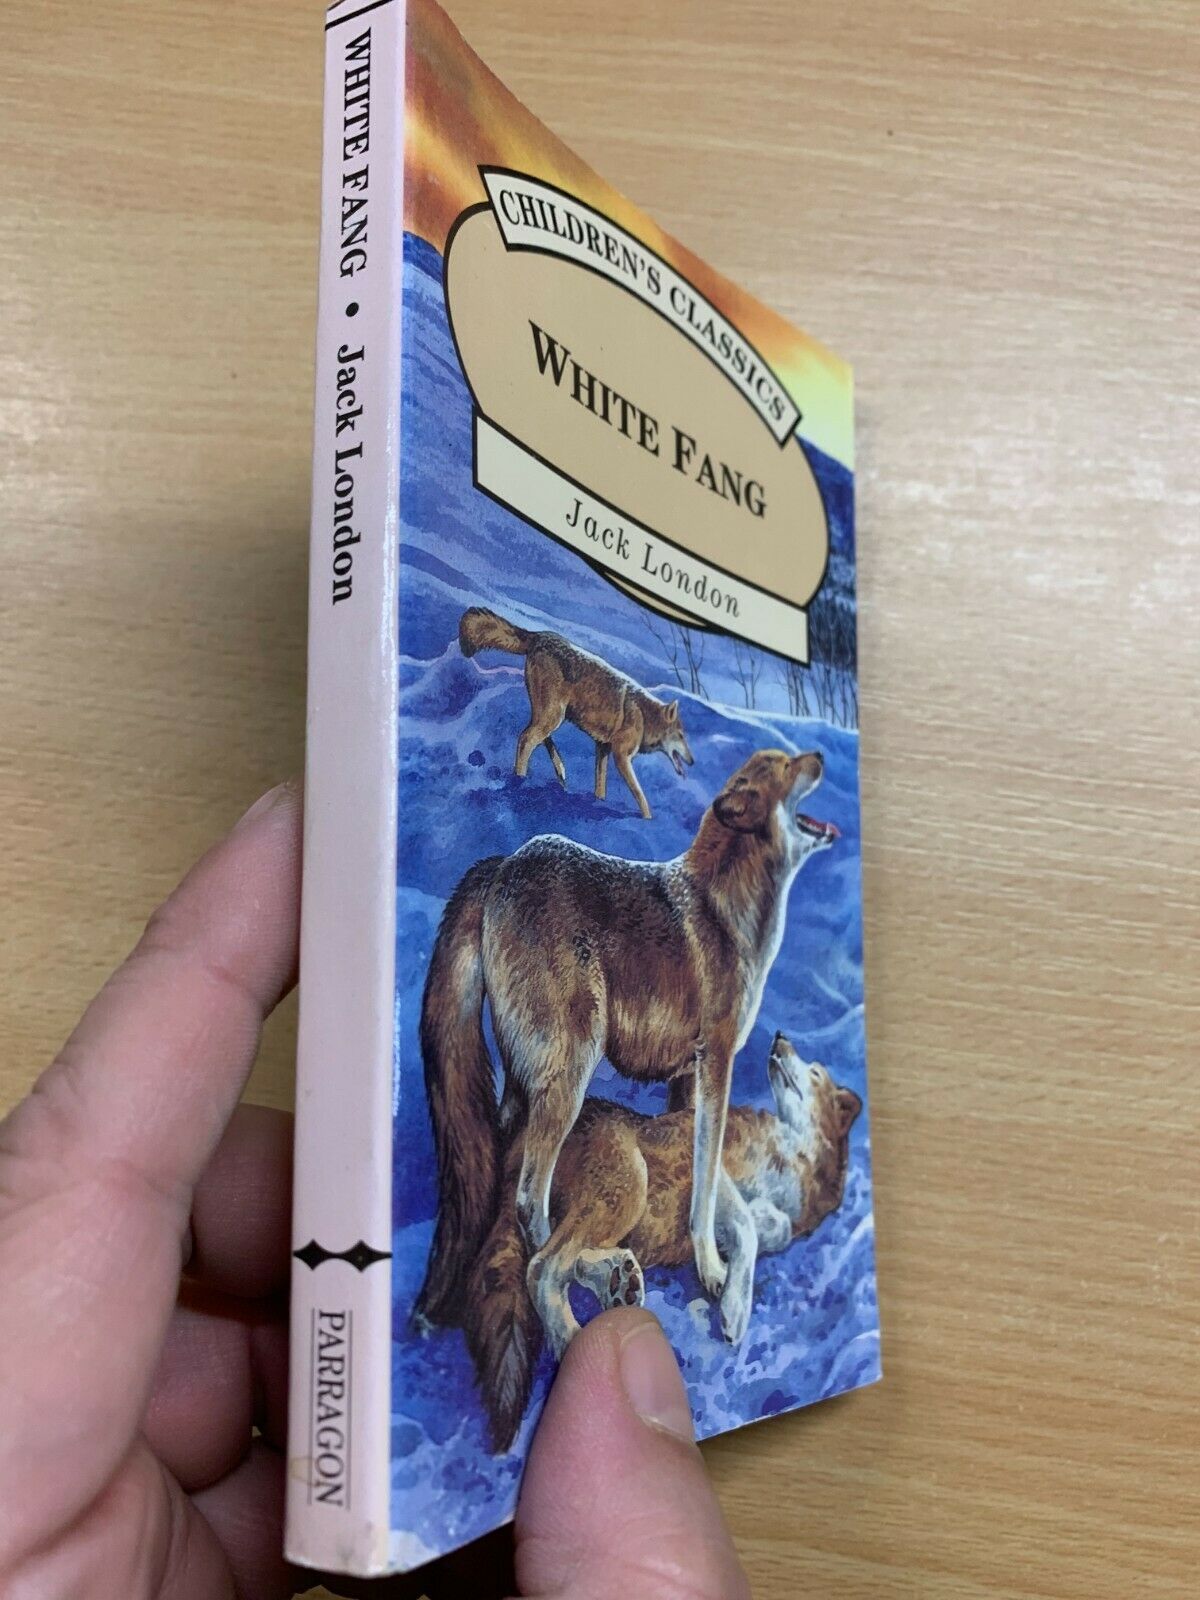 WHITE FANG • Jack London
PARRAGON
CHILDREN'S CLASSICS
WHITE FANG
Jack London